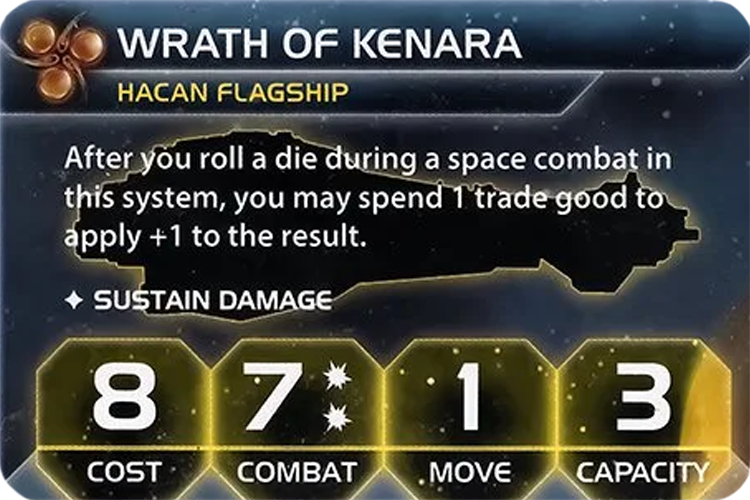 WRATH OF KENARA
HACAN FLAGSHIP
After you roll a die during a space combat in
this system, you may spend 1 trade good to
apply +1 to the result.
✦ SUSTAIN DAMAGE
8 7 1 3
COST COMBAT MOVE CAPACITY